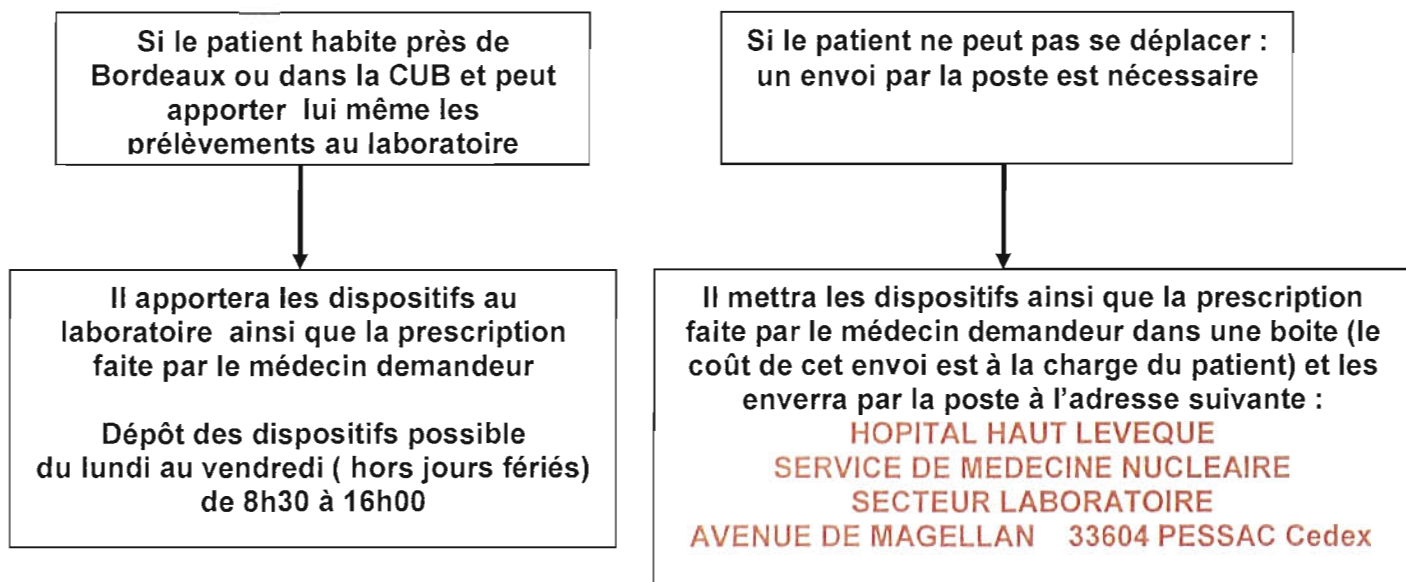 Si le patient habite près de
Bordeaux ou dans la CUB et peut
apporter lui même les
prélèvements au laboratoire
Si le patient ne peut pas se déplacer :
un envoi par la poste est nécessaire
Il apportera les dispositifs au
laboratoire ainsi que la prescription
faite par le médecin demandeur
Dépôt des dispositifs possible
du lundi au vendredi ( hors jours fériés)
de 8h30 à 16h00
Il mettra les dispositifs ainsi que la prescription
faite par le médecin demandeur dans une boite (le
coût de cet envoi est à la charge du patient) et les
enverra par la poste à l'adresse suivante :
HOPITAL HAUT LEVEQUE
SERVICE DE MEDECINE NUCLEAIRE
SECTEUR LABORATOIRE
AVENUE DE MAGELLAN 33604 PESSAC Cedex